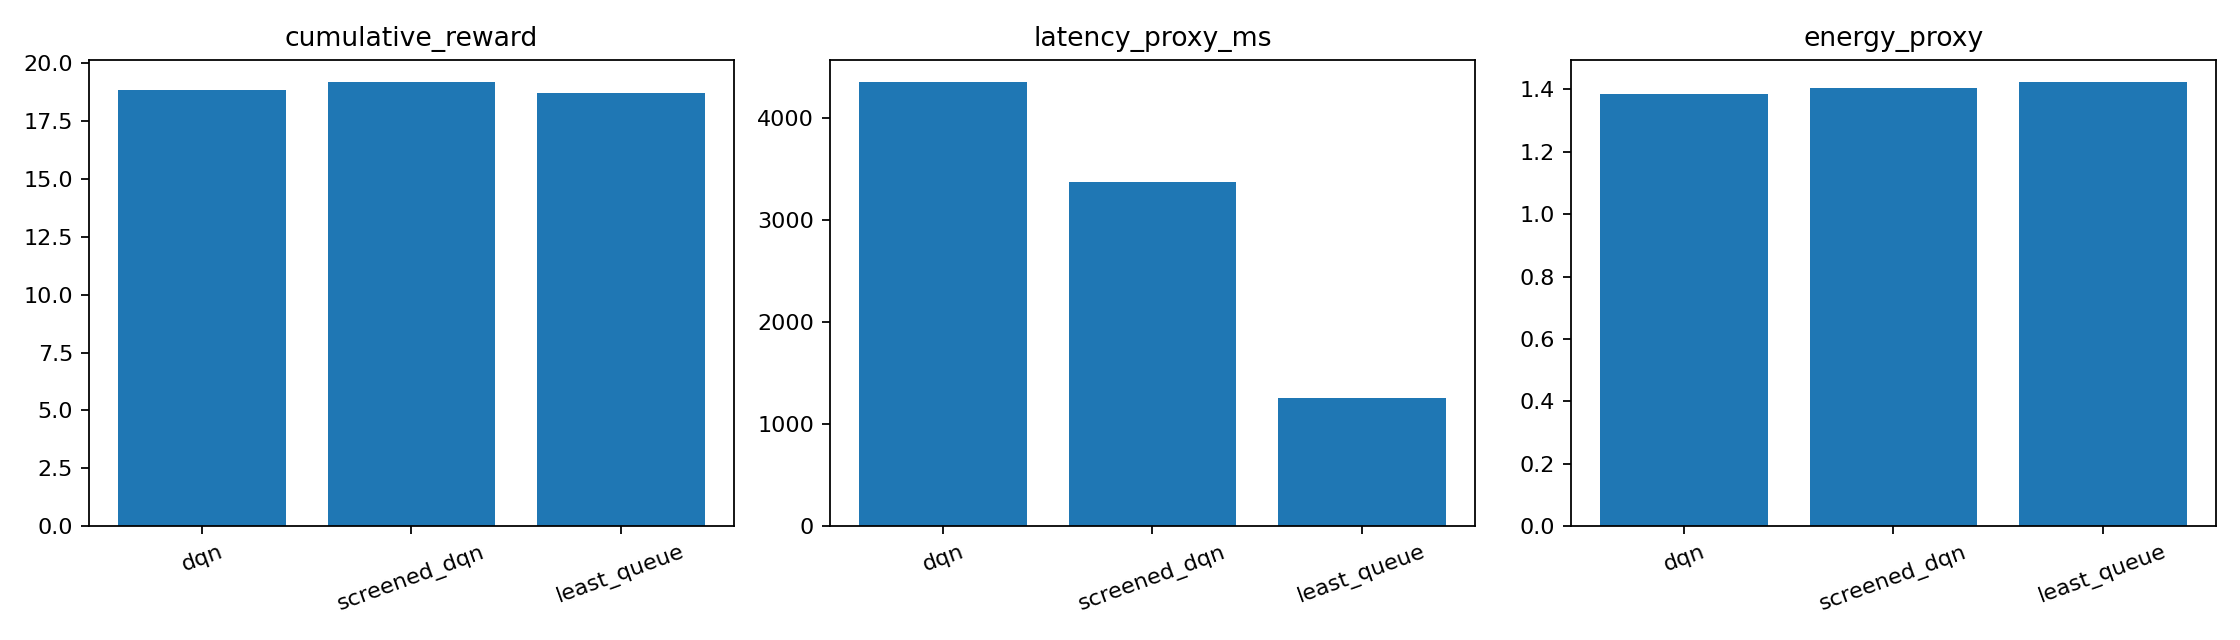 cumulative_reward
20.0
17.5
15.0
12.5
10.0
7.5
5.0
2.5
0.0
dqn
screened_dqn
least_queue
latency_proxy_ms
4000
3000
2000
1000
0
dqn
screened_dqn
least_queue
energy_proxy
1.4
1.2
1.0
0.8
0.6
0.4
0.2
0.0
dqn
screened_dqn
least_queue